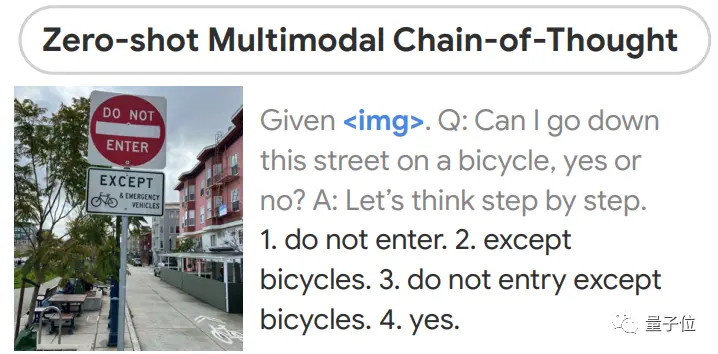 Zero-shot Multimodal Chain-of-Thought
DO NOT
ENTER
EXCEPT
& EMERGENCY
VEHICLES
Given <img>. Q: Can I go down
this street on a bicycle, yes or
no? A: Let’s think step by step.
1. do not enter. 2. except
bicycles. 3. do not entry except
bicycles. 4. yes.
量子位